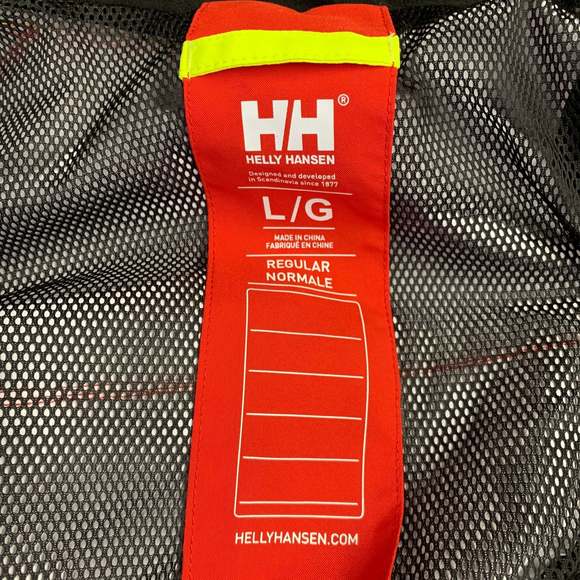 HH®
HELLY HANSEN
Designed and developed
in Scandinavia since 1877
L/G
MADE IN CHINA
FABRIQUÉ EN CHINE
REGULAR
NORMALE
HELLYHANSEN.COM